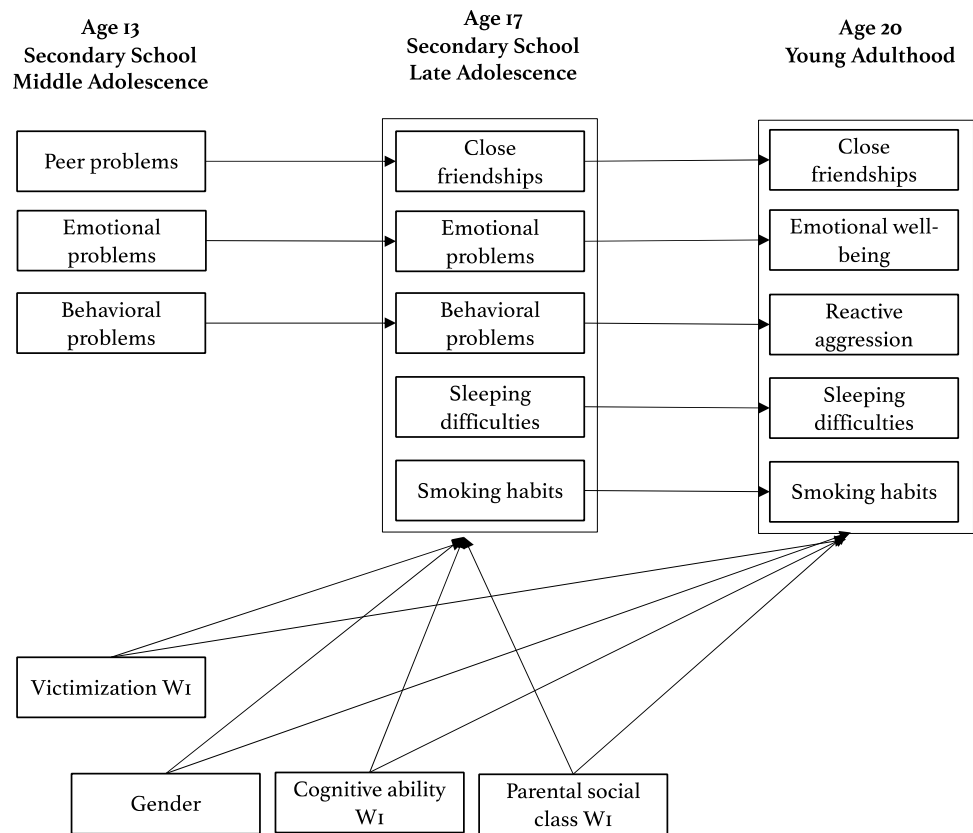 Age 13
Secondary School
Middle Adolescence
Age 17
Secondary School
Late Adolescence
Age 20
Young Adulthood
Peer problems
Close
friendships
Close
friendships
Emotional
problems
Emotional
problems
Emotional well-
being
Behavioral
problems
Behavioral
problems
Reactive
aggression
Sleeping
difficulties
Sleeping
difficulties
Smoking habits
Smoking habits
Victimization W1
Gender
Cognitive ability
W1
Parental social
class W1